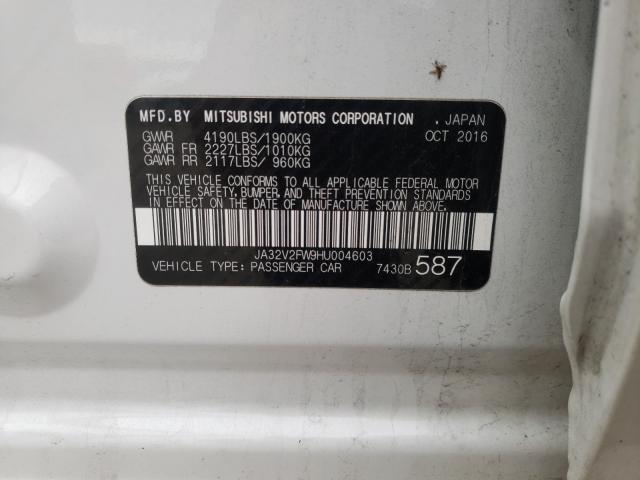 MFD.BY MITSUBISHI MOTORS CORPORATION , JAPAN
GVWR 4190LBS/1900KG OCT 2016
GAWR FR 2227LBS/1010KG
GAWR RR 2117LBS/ 960KG
THIS VEHICLE CONFORMS TO ALL APPLICABLE FEDERAL MOTOR
VEHICLE SAFETY, BUMPER, AND THEFT PREVENTION STANDARDS
IN EFFECT ON THE DATE OF MANUFACTURE SHOWN ABOVE.
JA32V2FW9HU004603
VEHICLE TYPE: PASSENGER CAR 7430B 587